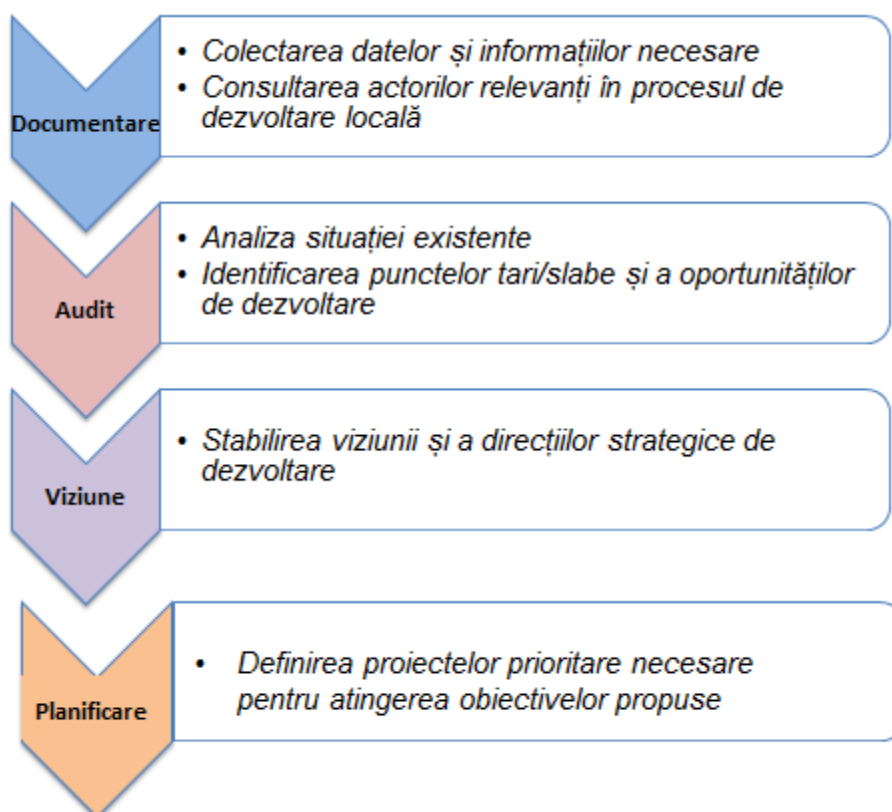 Documentare
• Colectarea datelor și informațiilor necesare
• Consultarea actorilor relevanți în procesul de
dezvoltare locală
Audit
• Analiza situației existente
• Identificarea punctelor tari/slabe și a oportunităților
de dezvoltare
Viziune
• Stabilirea viziunii și a direcțiilor strategice de
dezvoltare
Planificare
• Definirea proiectelor prioritare necesare
pentru atingerea obiectivelor propuse